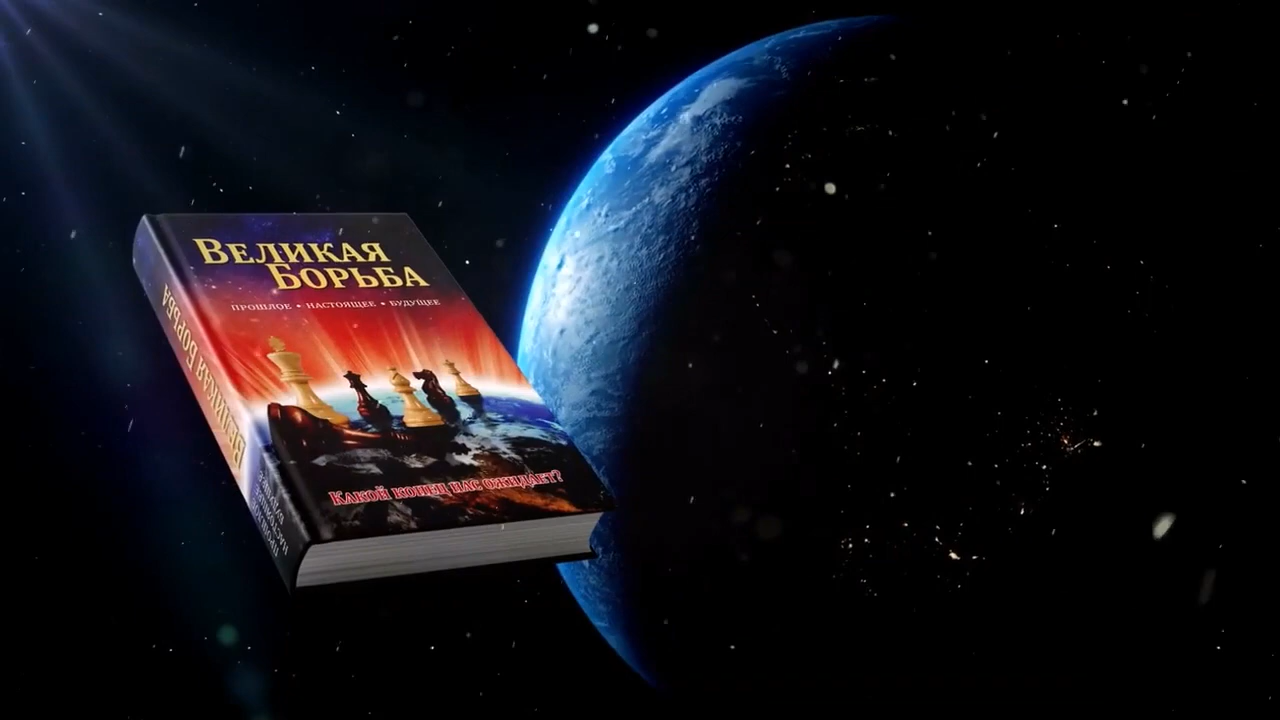 ВЕЛИКАЯ
БОРЬБА
ПРОШЛОЕ • НАСТОЯЩЕЕ • БУДУЩЕЕ
КАКОЙ КОНЕЦ НАС ОЖИДАЕТ?
ВЕЛИКАЯ БОРЬБА